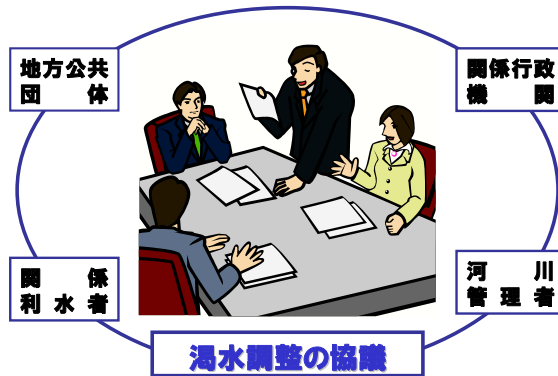 地方公共
団体
関係行政
機関
関係
利水者
河川
管理者
渇水調整の協議